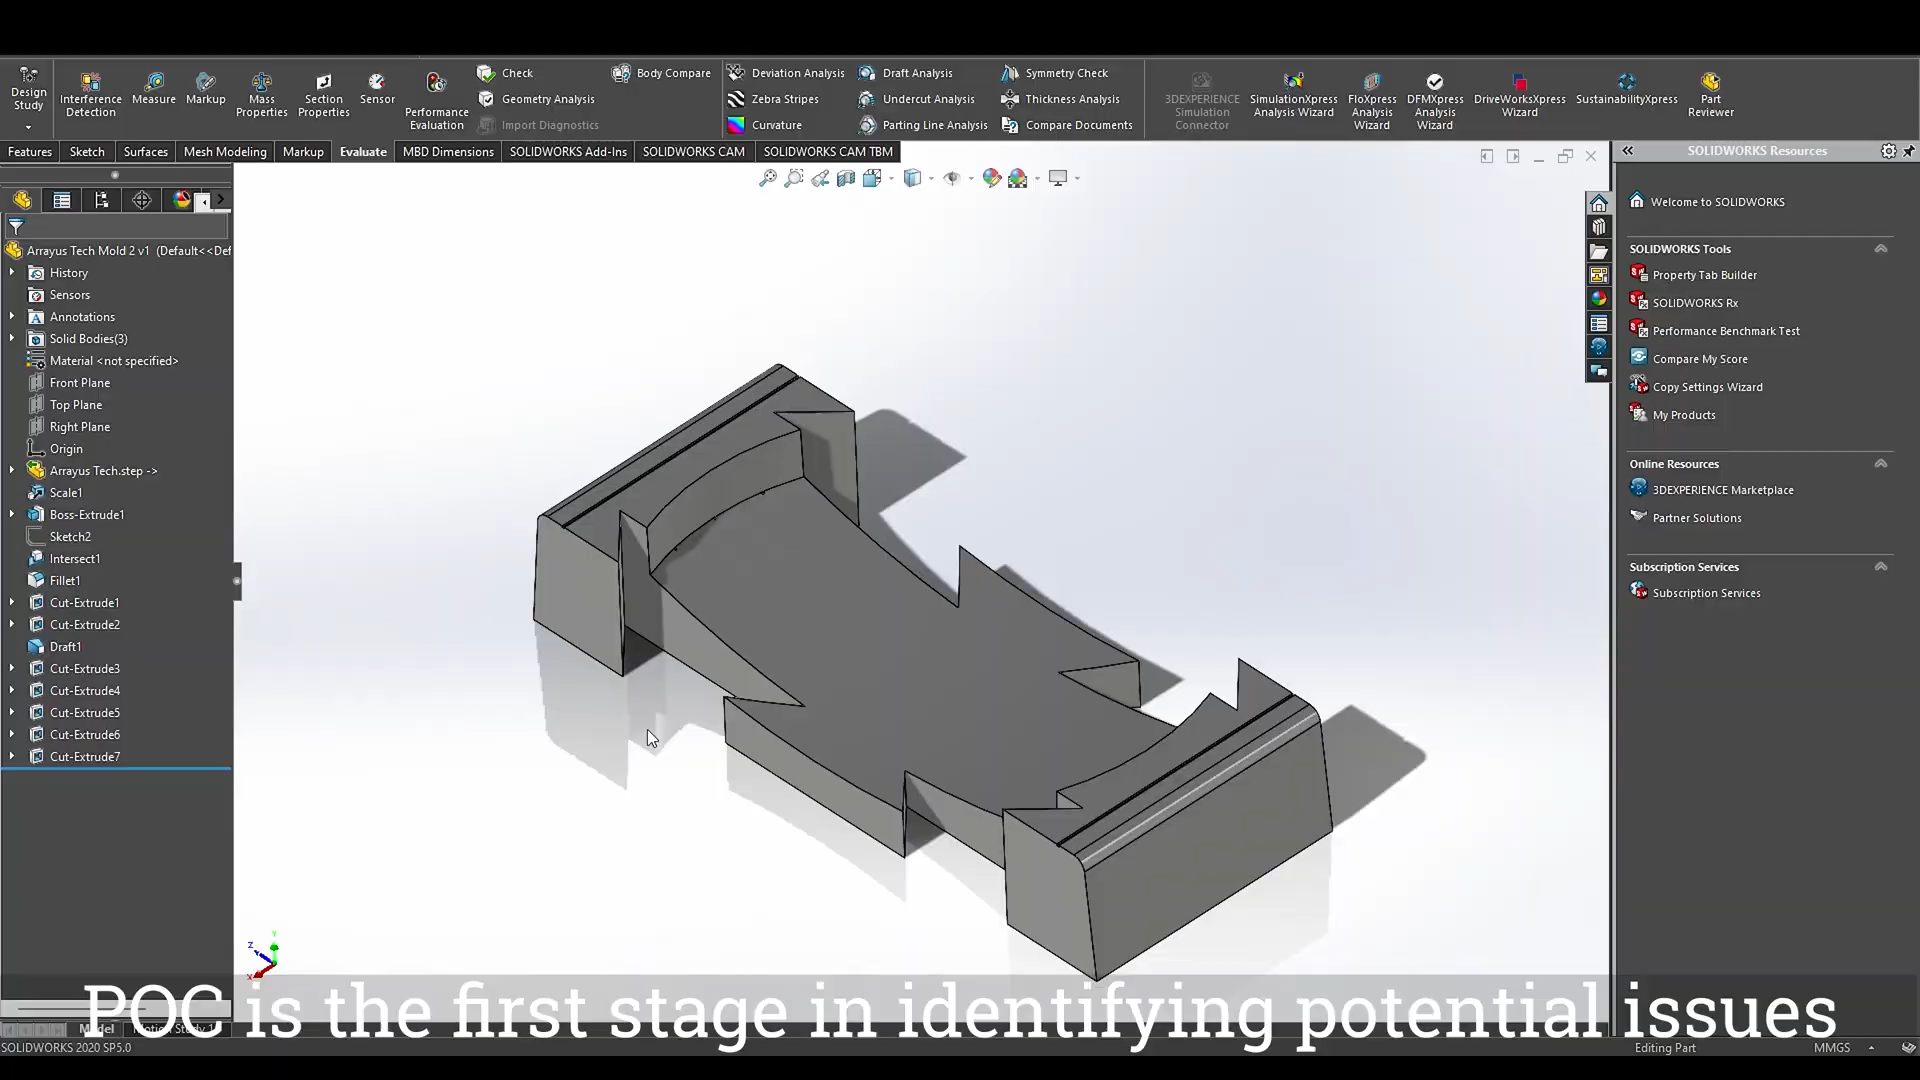 Design
Study
Interference
Detection
Measure
Markup
Mass
Properties
Section
Properties
Sensor
Performance
Evaluation
Check
Geometry Analysis
Import Diagnostics
Body Compare
Deviation Analysis
Zebra Stripes
Curvature
Draft Analysis
Undercut Analysis
Parting Line Analysis
Symmetry Check
Thickness Analysis
Compare Documents
3DEXPERIENCE
Simulation
Connector
SimulationXpress
Analysis Wizard
FloXpress
Analysis
Wizard
DFMXpress
Analysis
Wizard
DriveWorksXpress
Wizard
SustainabilityXpress
Part
Reviewer
Features
Sketch
Surfaces
Mesh Modeling
Markup
Evaluate
MBD Dimensions
SOLIDWORKS Add-Ins
SOLIDWORKS CAM
SOLIDWORKS CAM TBM
Arrayus Tech Mold 2 v1 (Default<<Def
History
Sensors
Annotations
Solid Bodies(3)
Material <not specified>
Front Plane
Top Plane
Right Plane
Origin
Arrayus Tech.step ->
Scale1
Boss-Extrude1
Sketch2
Intersect1
Fillet1
Cut-Extrude1
Cut-Extrude2
Draft1
Cut-Extrude3
Cut-Extrude4
Cut-Extrude5
Cut-Extrude6
Cut-Extrude7
SOLIDWORKS Resources
Welcome to SOLIDWORKS
SOLIDWORKS Tools
Property Tab Builder
SOLIDWORKS Rx
Performance Benchmark Test
Compare My Score
Copy Settings Wizard
My Products
Online Resources
3DEXPERIENCE Marketplace
Partner Solutions
Subscription Services
Subscription Services
Y
Z
X
POC is the first stage in identifying potential issues
Model
Motion Study 1
SOLIDWORKS 2020 SP5.0
Editing Part
MMGS